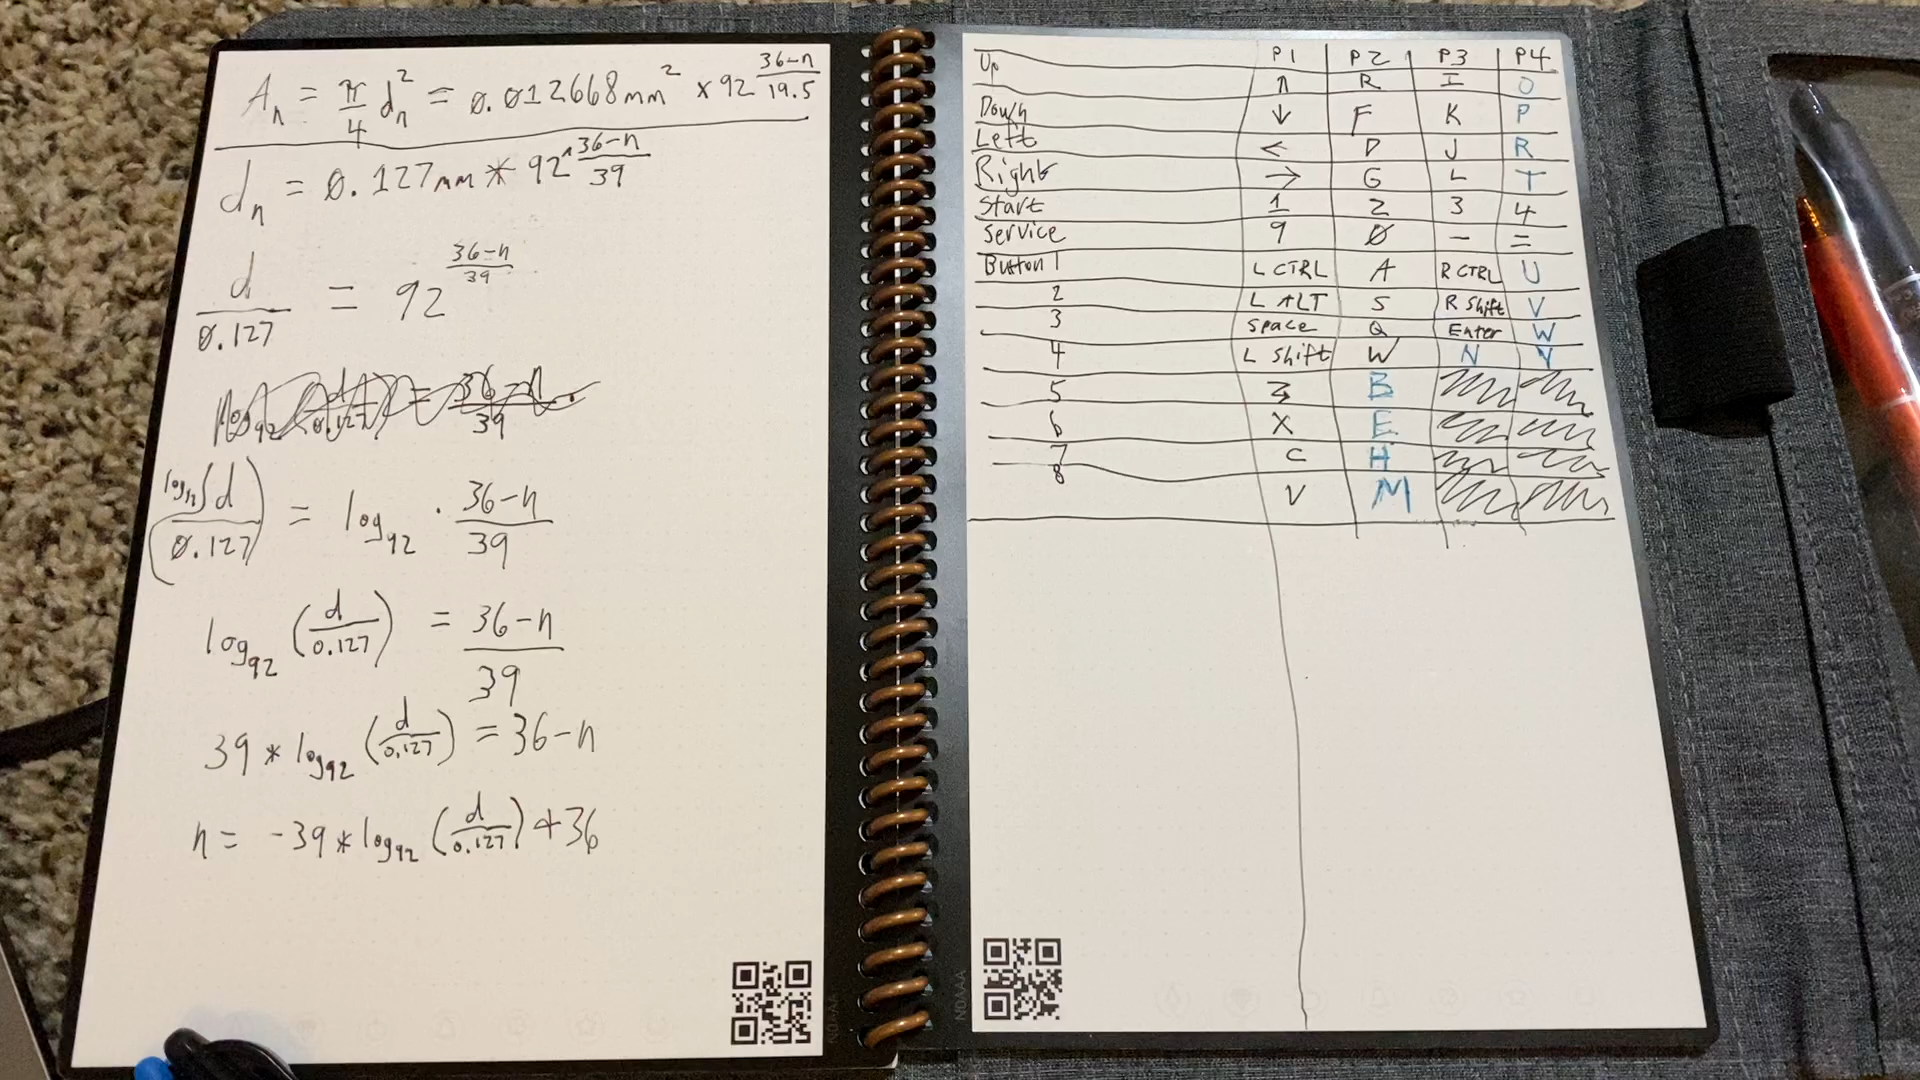 Aₙ = π/4 dₙ² = 0.012668mm² x 92^(36-n)/19.5
dₙ = 0.127mm * 92^(36-n)/39
d/0.127 = 92^(36-n)/39
(d/0.127) = log₉₂ · (36-n)/39
log₉₂ (d/0.127) = (36-n)/39
39 * log₉₂ (d/0.127) = 36-n
n = -39 * log₉₂ (d/0.127) + 36
NDAAA
P1 P2 P3 P4
Up ↑ R I O
Down ↓ F K P
Left < D J R
Right → G L T
Start 1 2 3 4
Service 9 0 - =
Button 1 L CTRL A R CTRL U
2 L ALT S R Shift V
3 Space Q Enter W
4 L Shift W N Y
5 Z B
6 X E
7 C H
8 V M
NDAAA